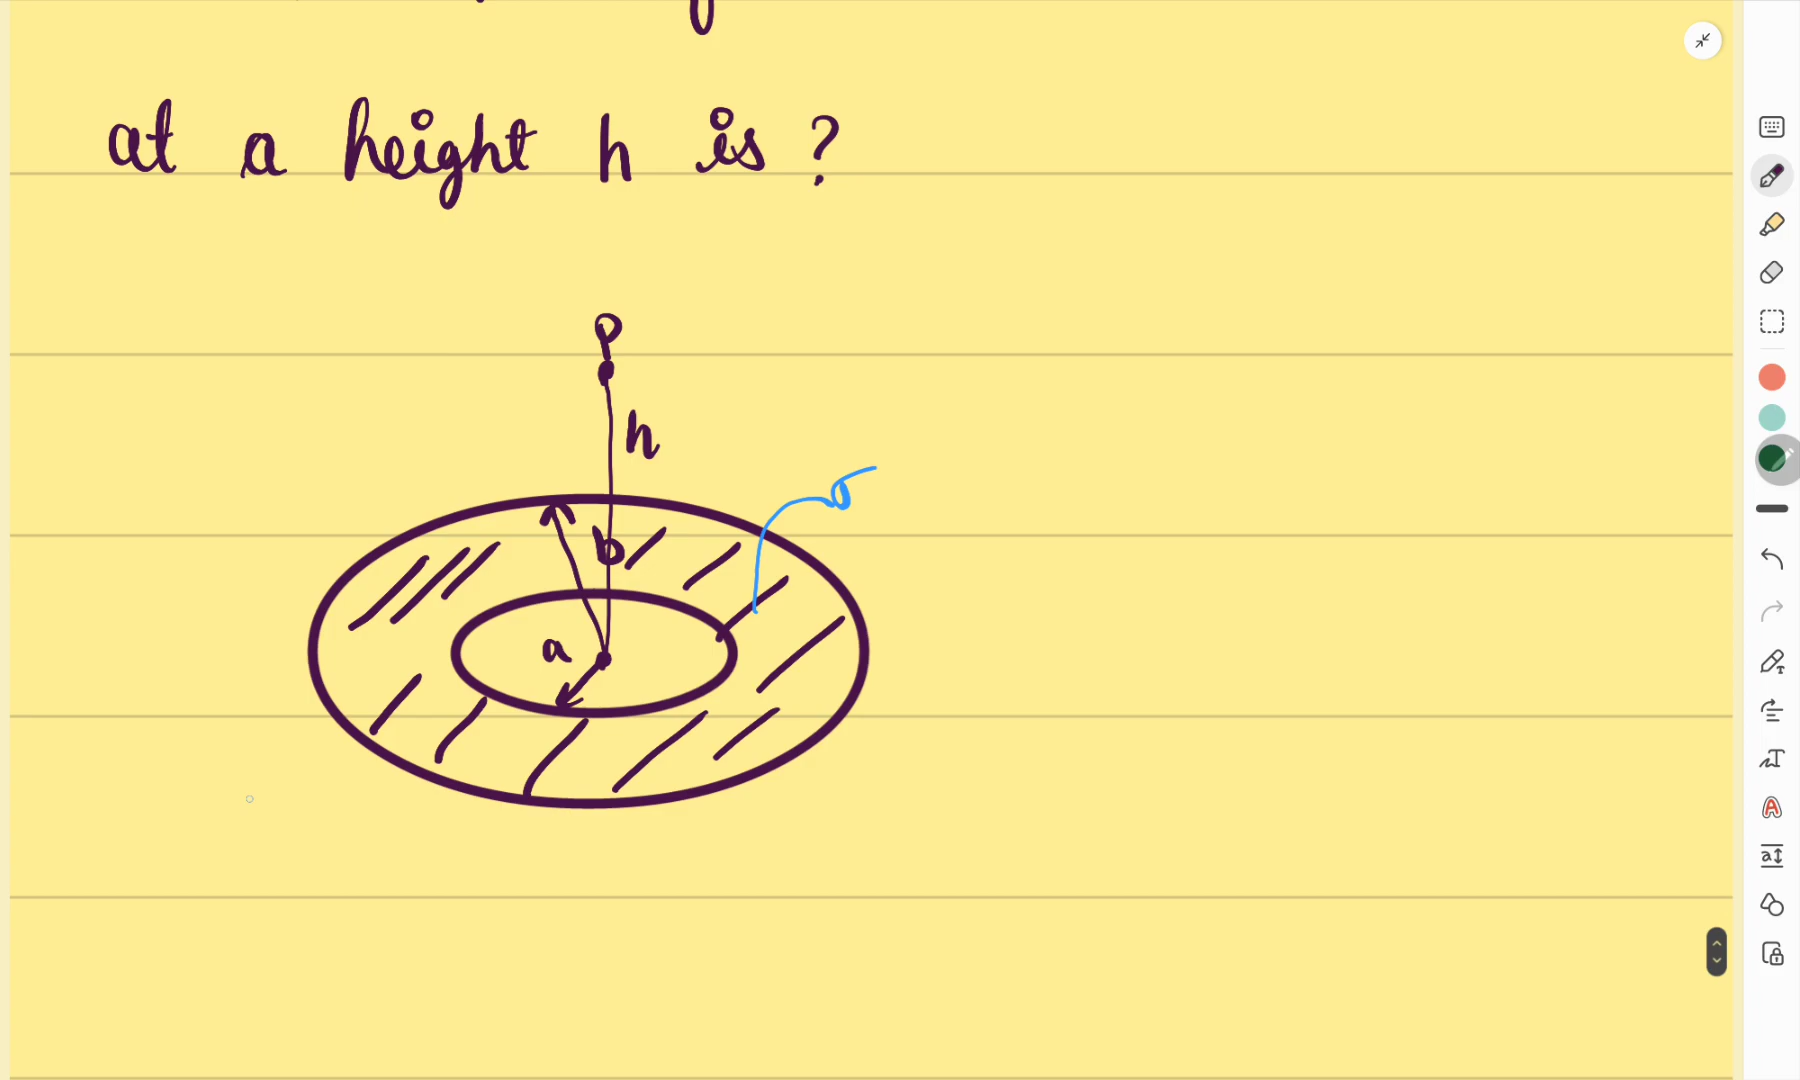 at a height h is ?
P
h
σ
b
a